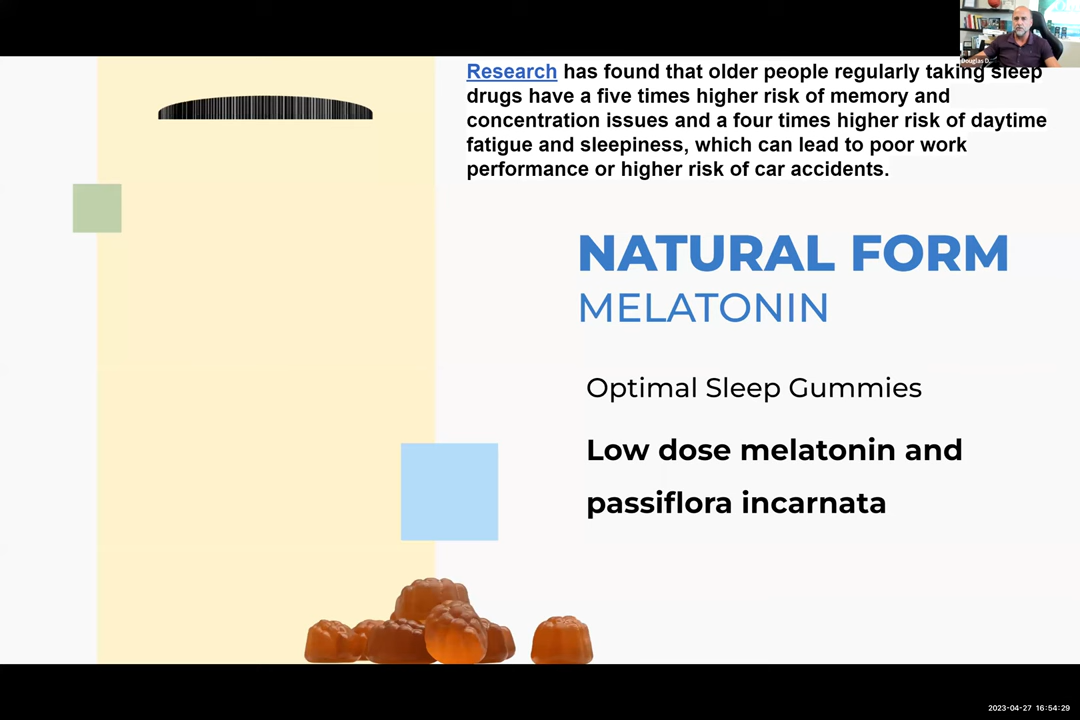 Douglas D.
Research has found that older people regularly taking sleep
drugs have a five times higher risk of memory and
concentration issues and a four times higher risk of daytime
fatigue and sleepiness, which can lead to poor work
performance or higher risk of car accidents.
NATURAL FORM
MELATONIN
Optimal Sleep Gummies
Low dose melatonin and
passiflora incarnata
2023-04-27 16:54:29